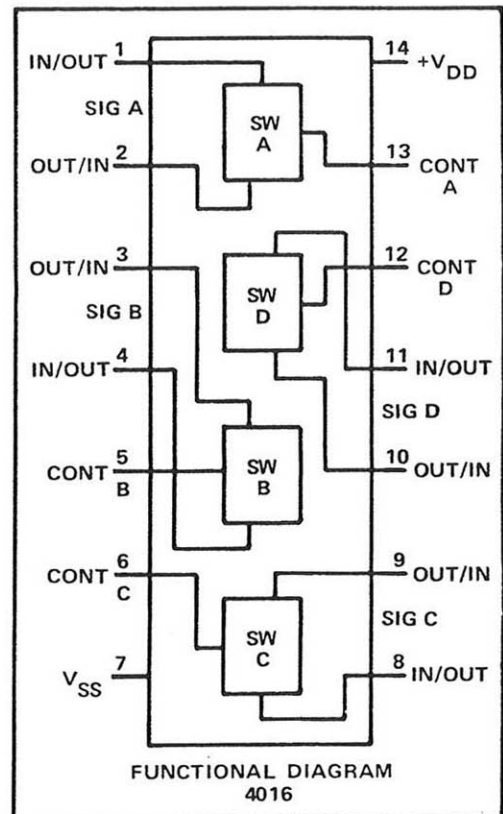 IN/OUT 1
SIG A
OUT/IN 2
OUT/IN 3
SIG B
IN/OUT 4
CONT B 5
CONT C 6
VSS 7
SW A
SW D
SW B
SW C
14 +VDD
13 CONT A
12 CONT D
11 IN/OUT
SIG D
10 OUT/IN
9 OUT/IN
SIG C
8 IN/OUT
FUNCTIONAL DIAGRAM
4016